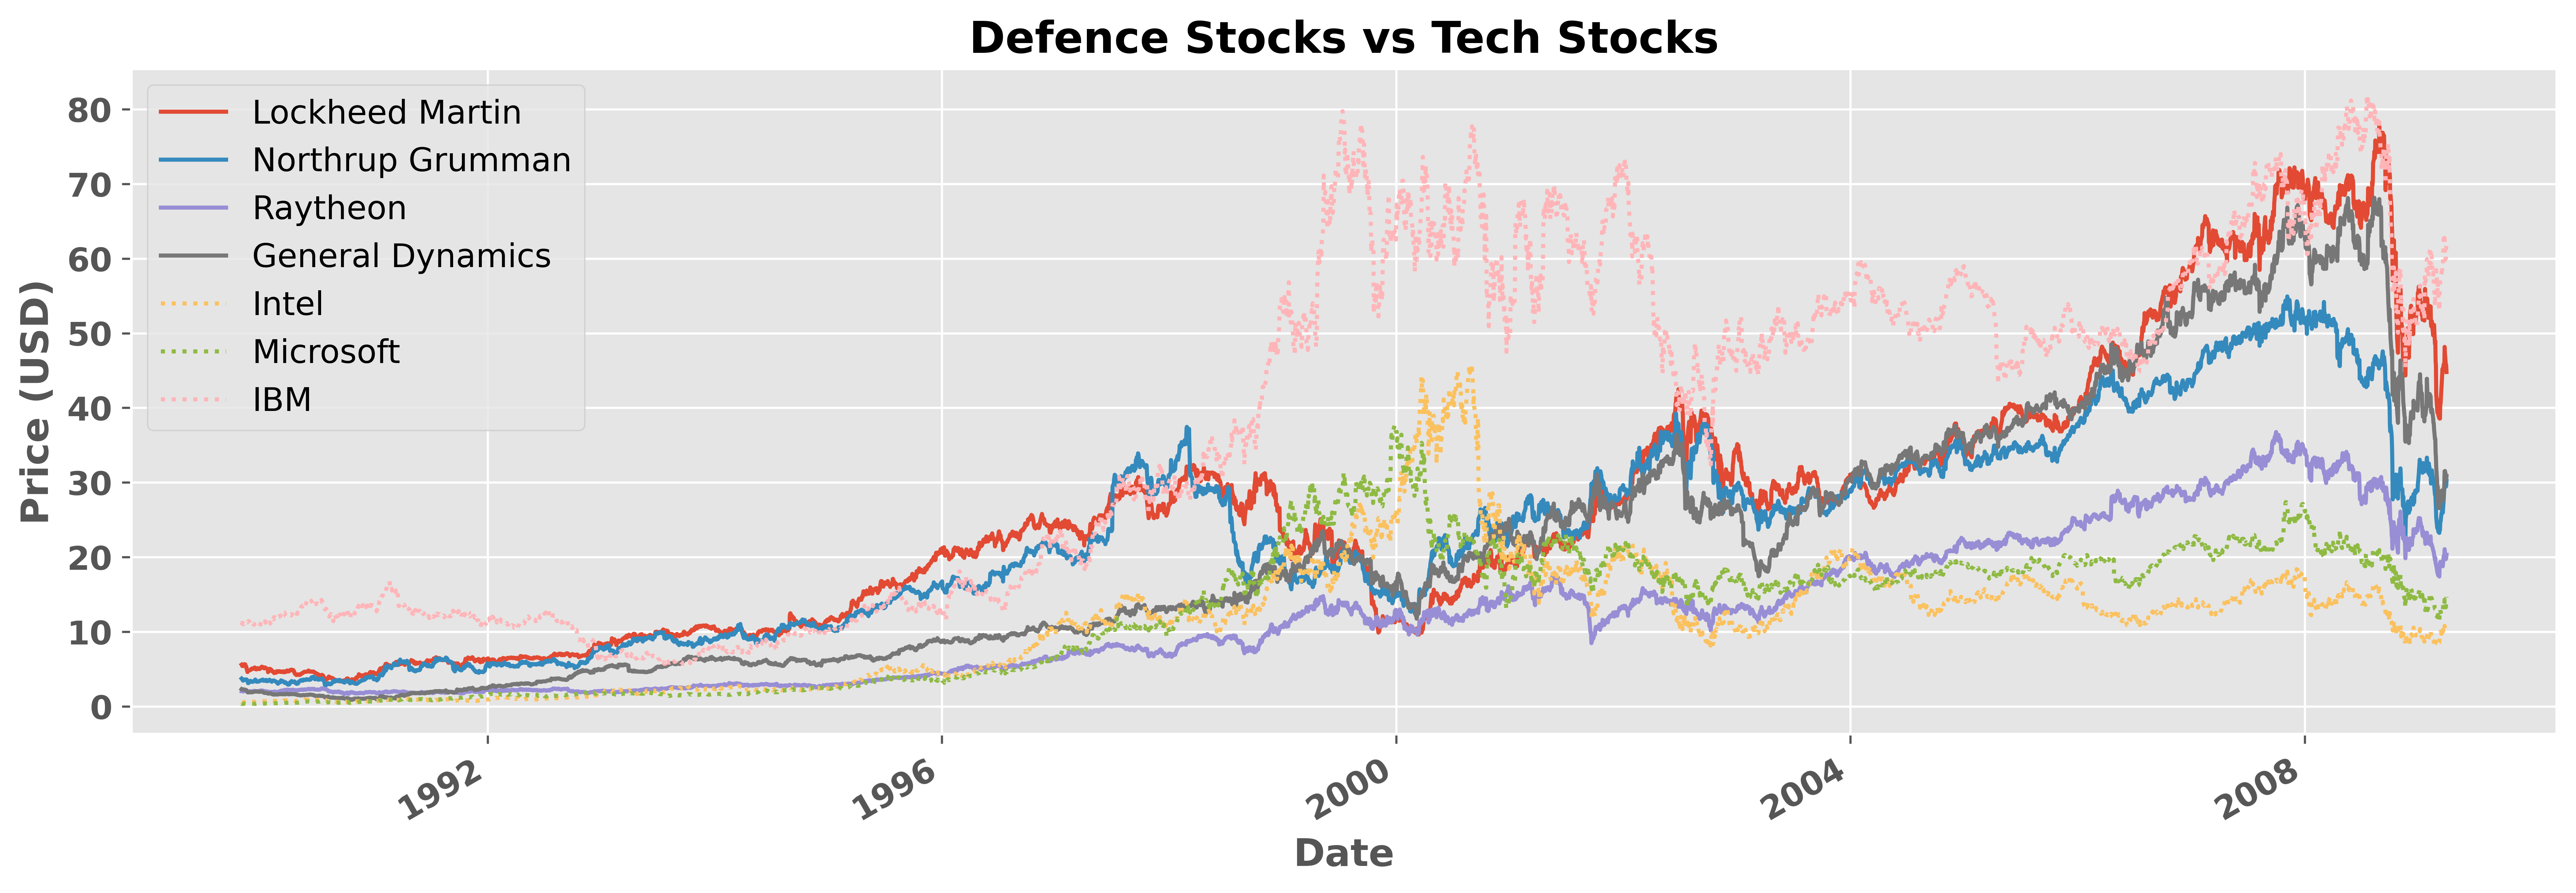 Defence Stocks vs Tech Stocks
Price (USD)
80
70
60
50
40
30
20
10
0
Lockheed Martin
Northrup Grumman
Raytheon
General Dynamics
Intel
Microsoft
IBM
1992
1996
2000
2004
2008
Date